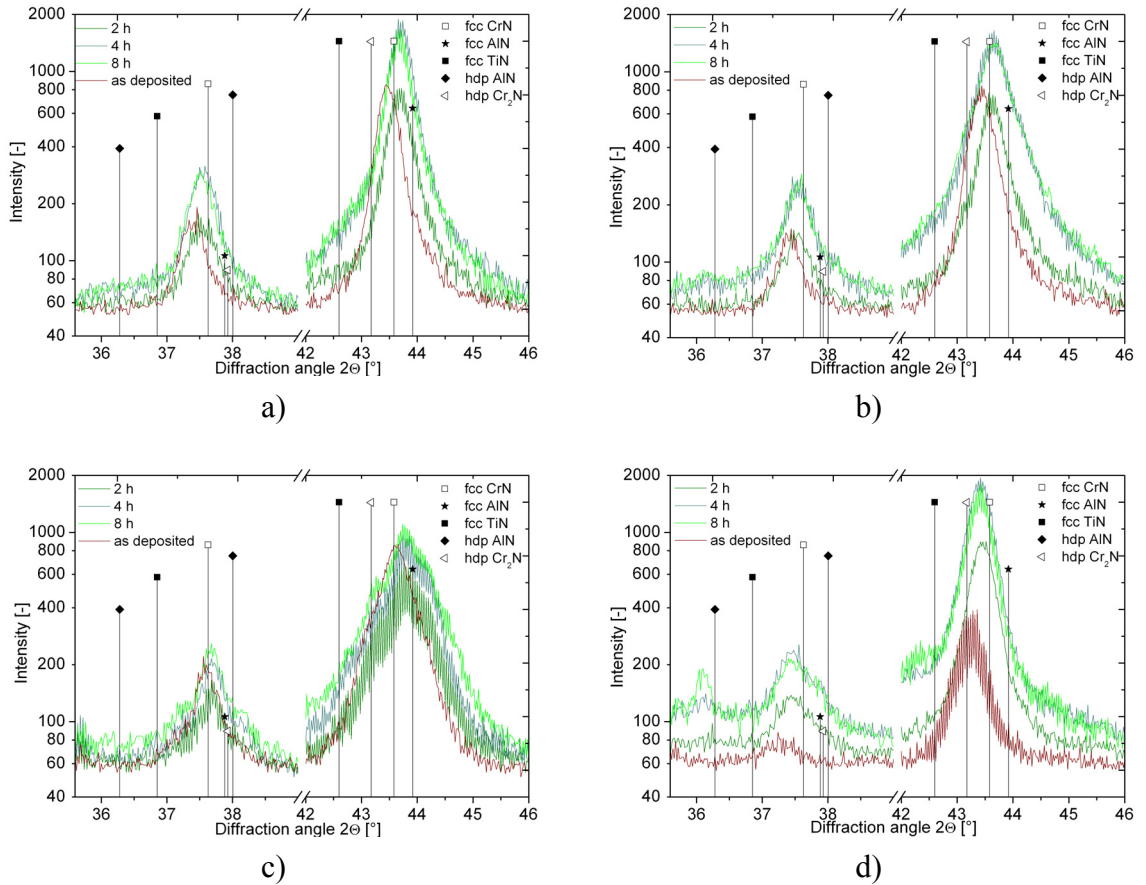 2000
1000
800
600
400
200
100
80
60
40
Intensity [-]
2 h
4 h
8 h
as deposited
fcc CrN
fcc AlN
fcc TiN
hdp AlN
hdp Cr₂N
36 37 38 42 43 44 45 46
Diffraction angle 2Θ [°]
a)
2000
1000
800
600
400
200
100
80
60
40
Intensity [-]
2 h
4 h
8 h
as deposited
fcc CrN
fcc AlN
fcc TiN
hdp AlN
hdp Cr₂N
36 37 38 42 43 44 45 46
Diffraction angle 2Θ [°]
b)
2000
1000
800
600
400
200
100
80
60
40
Intensity [-]
2 h
4 h
8 h
as deposited
fcc CrN
fcc AlN
fcc TiN
hdp AlN
hdp Cr₂N
36 37 38 42 43 44 45 46
Diffraction angle 2Θ [°]
c)
2000
1000
800
600
400
200
100
80
60
40
Intensity [-]
2 h
4 h
8 h
as deposited
fcc CrN
fcc AlN
fcc TiN
hdp AlN
hdp Cr₂N
36 37 38 42 43 44 45 46
Diffraction angle 2Θ [°]
d)